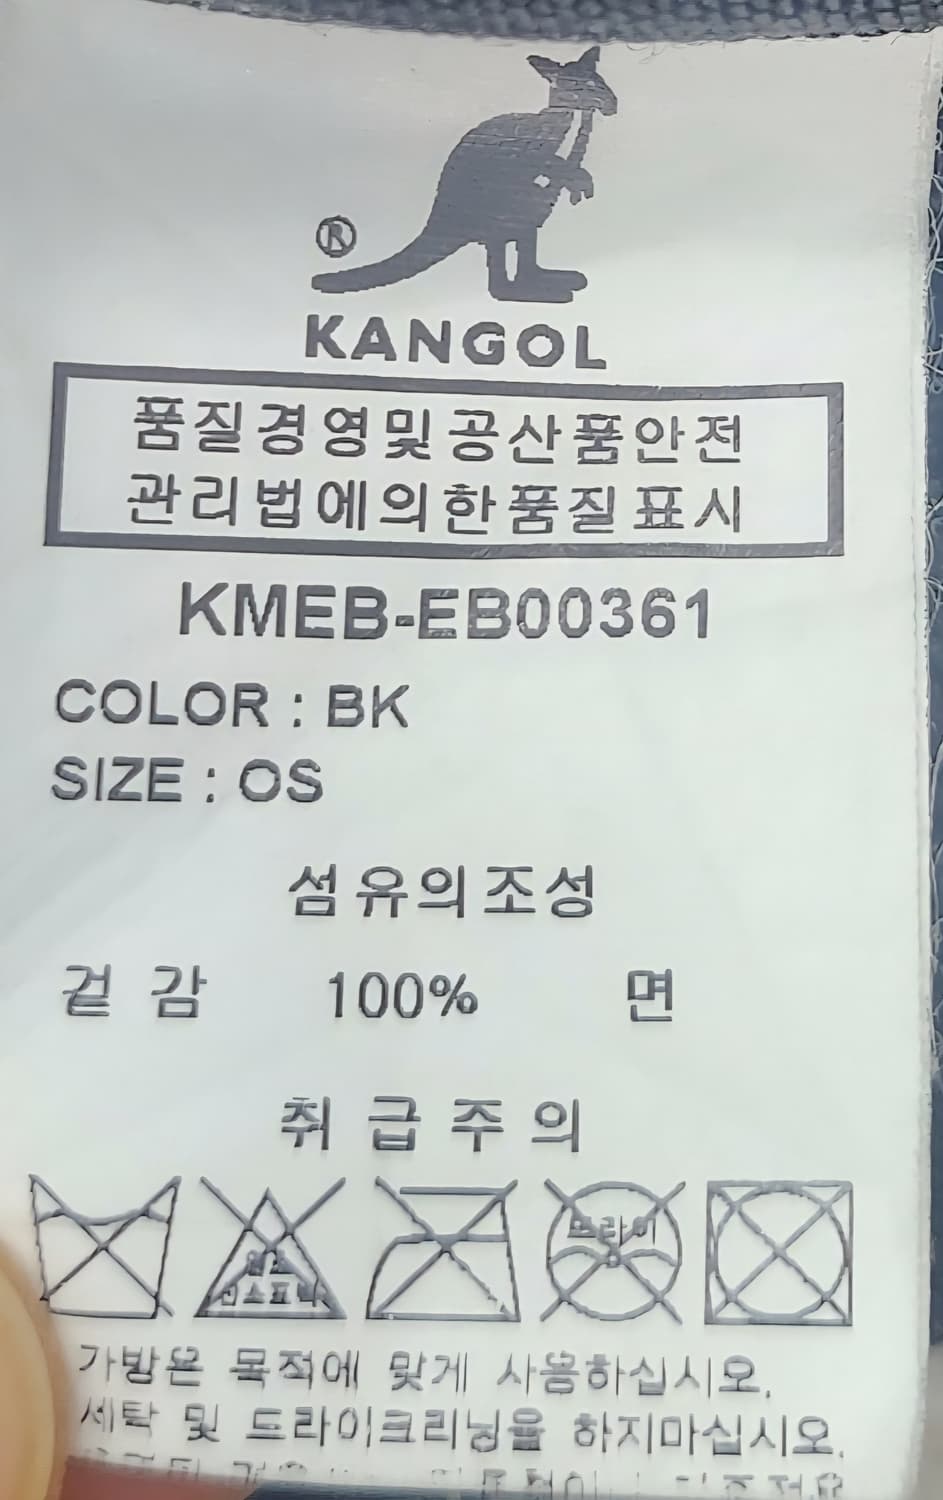 ®
KANGOL
품질경영및공산품안전
관리법에의한품질표시
KMEB-EB00361
COLOR : BK
SIZE : OS
섬유의조성
겉감 100% 면
취급주의
드라이
가방은 목적에 맞게 사용하십시오.
세탁 및 드라이크리닝을 하지마십시오.